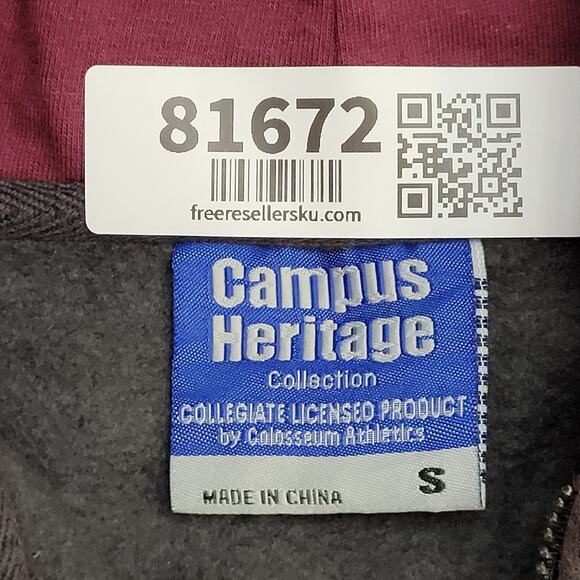 81672
freeresellersku.com
Campus
Heritage
Collection
COLLEGIATE LICENSED PRODUCT
by Colosseum Athletics
S
MADE IN CHINA